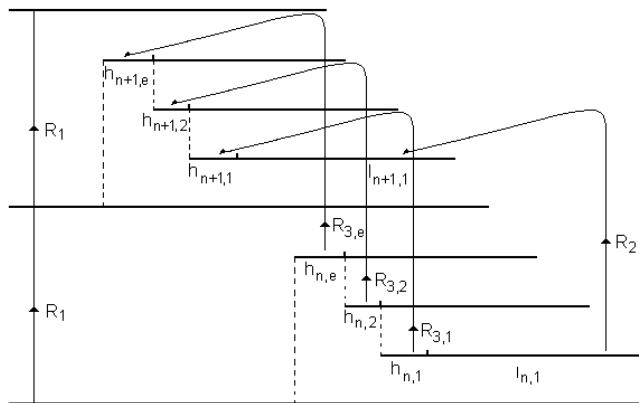 h_{n+1,e}
h_{n+1,2}
R_1
h_{n+1,1} l_{n+1,1}
R_{3,e}
R_2
h_{n,e} R_{3,2}
R_1
h_{n,2} R_{3,1}
h_{n,1} l_{n,1}